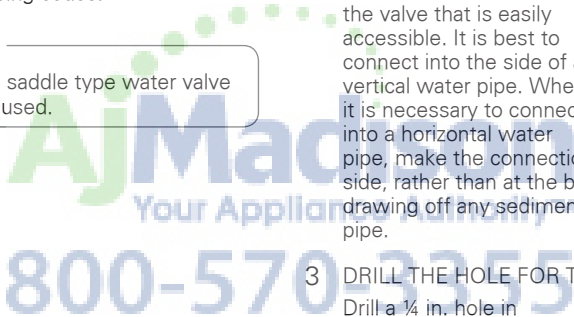 saddle type water valve
used.
the valve that is easily
accessible. It is best to
connect into the side of a
vertical water pipe. Whe
it is necessary to connec
into a horizontal water
pipe, make the connectio
side, rather than at the b
drawing off any sedimen
pipe.
3 DRILL THE HOLE FOR T
Drill a ¼ in. hole in
AjMadison
Your Appliance Authority
800-570-3355